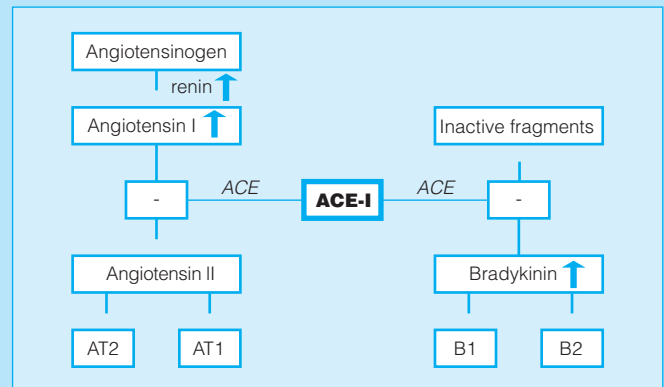 Angiotensinogen
renin
Angiotensin I
Inactive fragments
-
ACE
ACE-I
ACE
-
Angiotensin II
Bradykinin
AT2
AT1
B1
B2